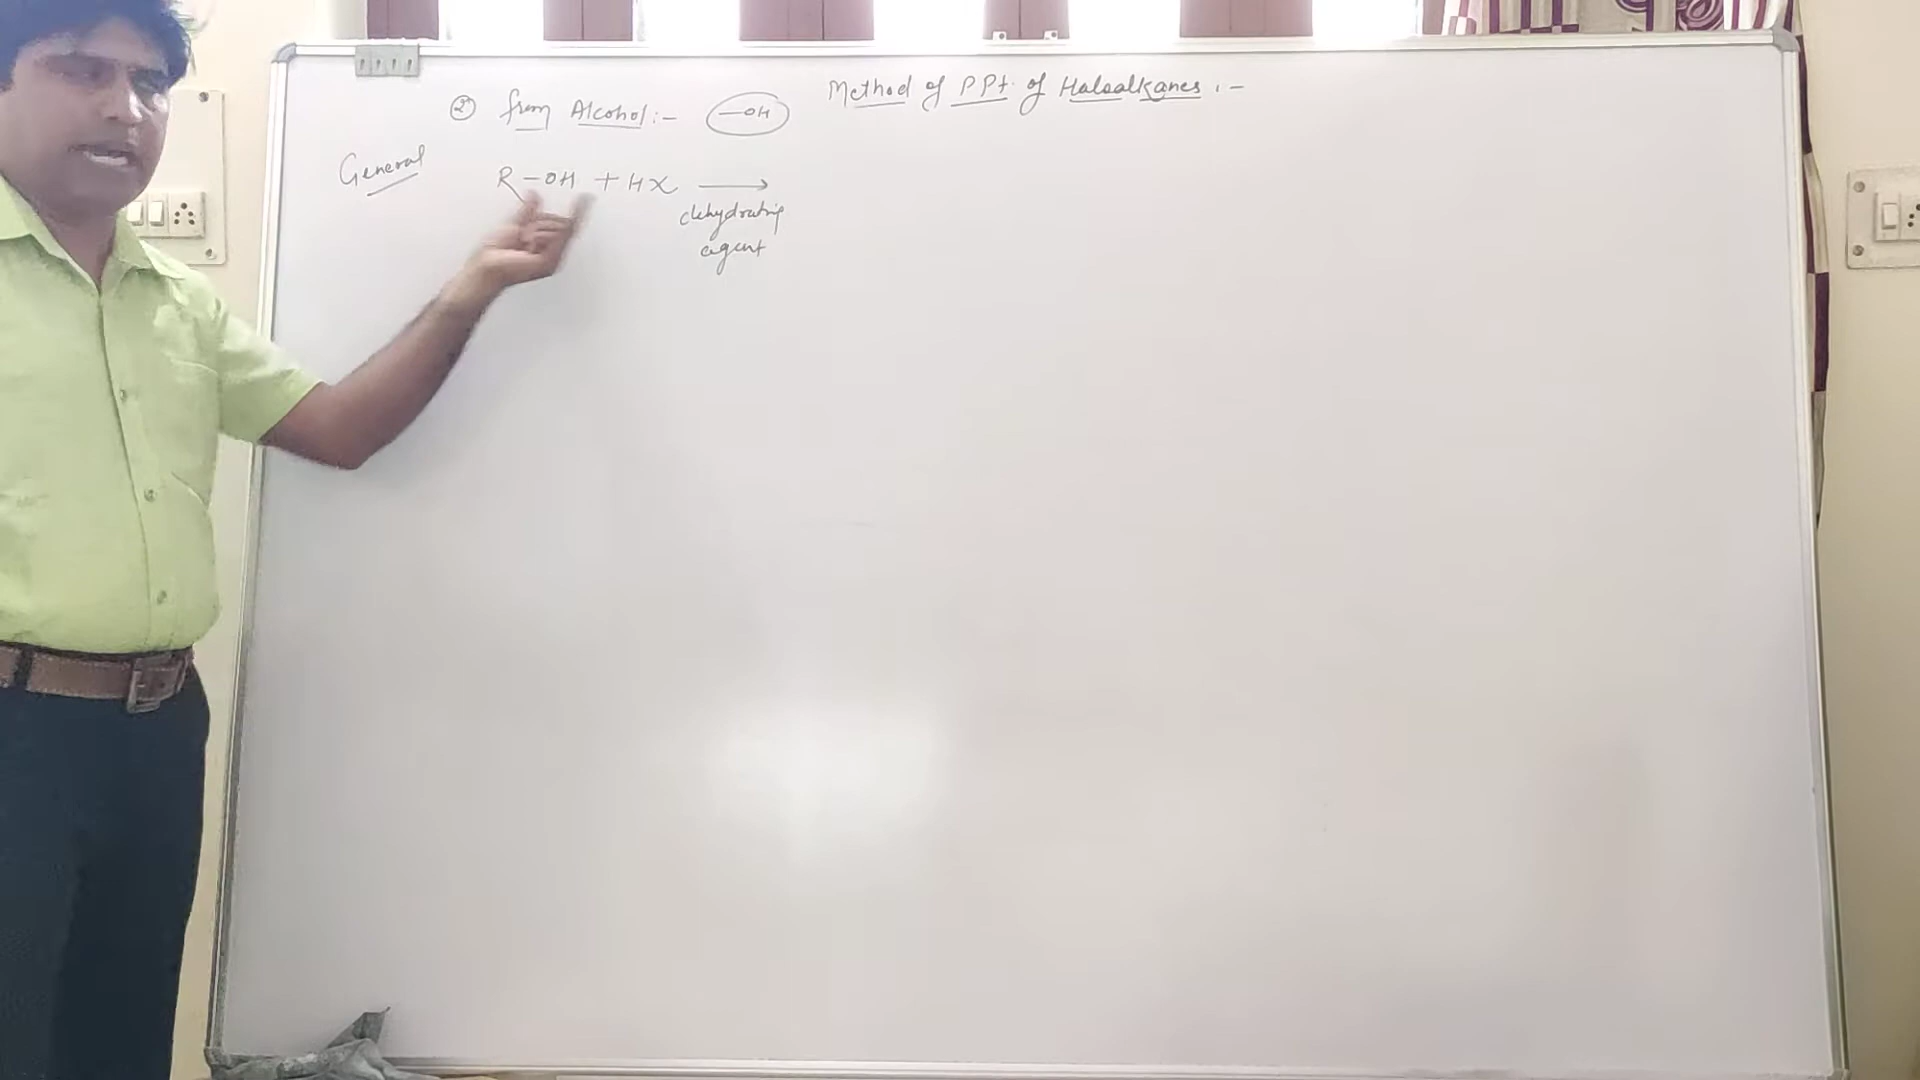 Method of PPt. of Haloalkanes :-
② from Alcohol :- -OH
General
R-OH + HX ⟶
dehydrating
agent